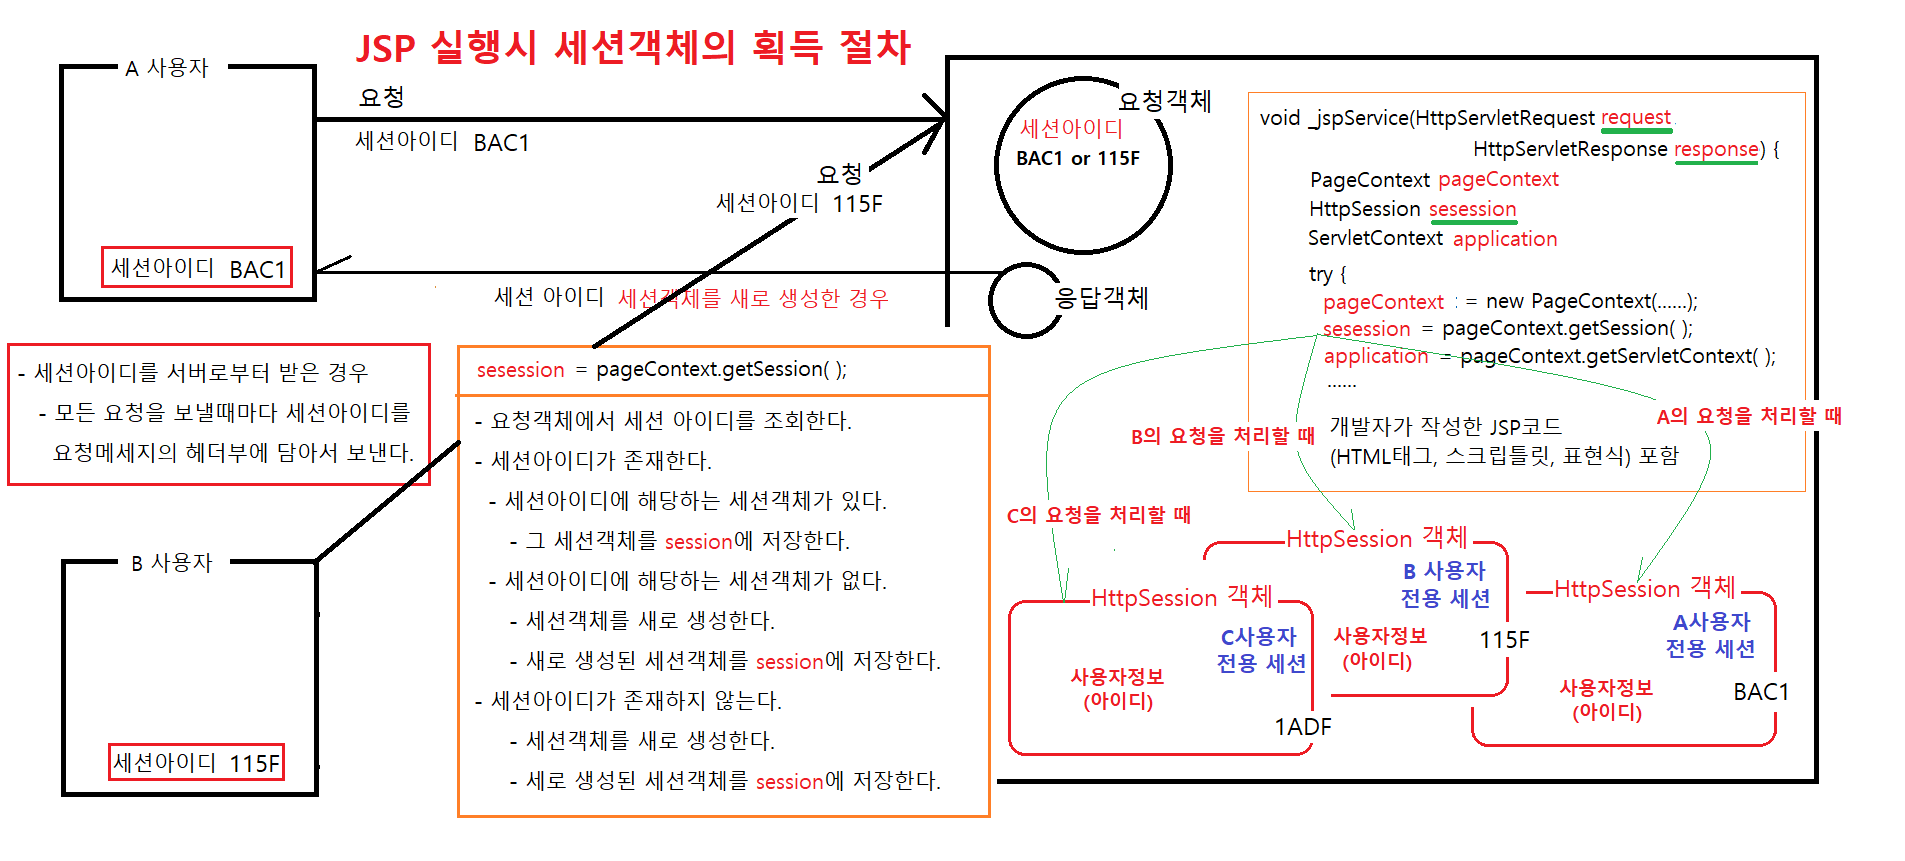 JSP 실행시 세션객체의 획득 절차
A 사용자
요청
세션아이디 BAC1
요청
세션아이디 115F
세션아이디 BAC1
세션 아이디 세션객체를 새로 생성한 경우
요청객체
세션아이디
BAC1 or 115F
응답객체
- 세션아이디를 서버로부터 받은 경우
- 모든 요청을 보낼때마다 세션아이디를
요청메세지의 헤더부에 담아서 보낸다.
B 사용자
세션아이디 115F
sesession = pageContext.getSession( );
- 요청객체에서 세션 아이디를 조회한다.
- 세션아이디가 존재한다.
- 세션아이디에 해당하는 세션객체가 있다.
- 그 세션객체를 session에 저장한다.
- 세션아이디에 해당하는 세션객체가 없다.
- 세션객체를 새로 생성한다.
- 새로 생성된 세션객체를 session에 저장한다.
- 세션아이디가 존재하지 않는다.
- 세션객체를 새로 생성한다.
- 세로 생성된 세션객체를 session에 저장한다.
void _jspService(HttpServletRequest request
HttpServletResponse response) {
PageContext pageContext
HttpSession sesession
ServletContext application
try {
pageContext : = new PageContext(......);
sesession = pageContext.getSession( );
application = pageContext.getServletContext( );
......
개발자가 작성한 JSP코드
(HTML태그, 스크립틀릿, 표현식) 포함
A의 요청을 처리할 때
B의 요청을 처리할 때
C의 요청을 처리할 때
HttpSession 객체
B 사용자
전용 세션
사용자정보
(아이디)
115F
HttpSession 객체
C사용자
전용 세션
사용자정보
(아이디)
1ADF
HttpSession 객체
A사용자
전용 세션
사용자정보
(아이디)
BAC1